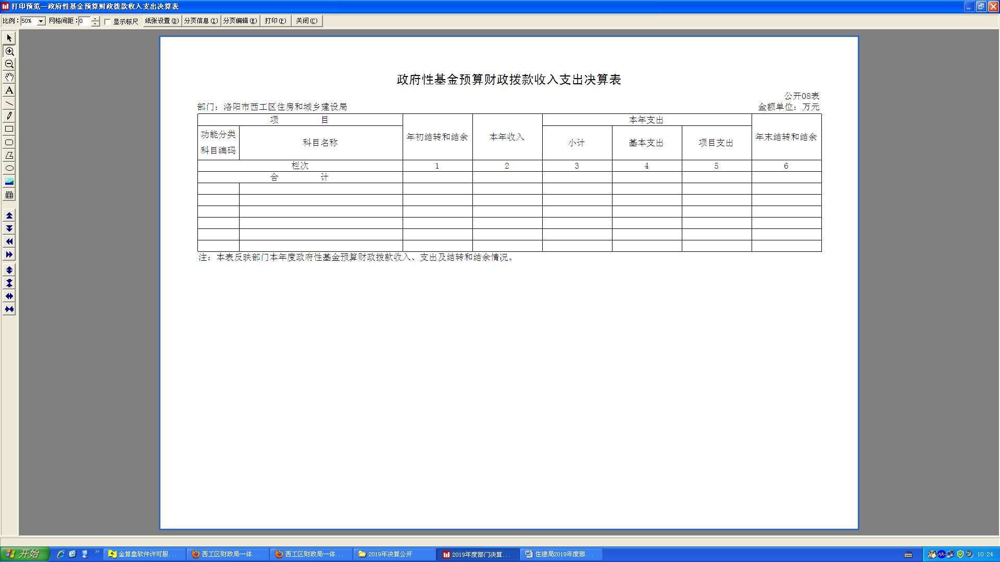 打印预览—政府性基金预算财政拨款收入支出决算表
比例：50% 网格间距：0 显示标尺 纸张设置(D) 分页信息(I) 分页编辑(E) 打印(P) 关闭(C)
政府性基金预算财政拨款收入支出决算表
公开08表
部门：洛阳市西工区住房和城乡建设局 金额单位：万元
项 目 年初结转和结余 本年收入 本年支出 年末结转和结余
功能分类科目编码 科目名称 小计 基本支出 项目支出
栏次 1 2 3 4 5 6
合 计
注：本表反映部门本年度政府性基金预算财政拨款收入、支出及结转和结余情况。
开始 金算盘软件许可服... 西工区财政局一体... 西工区财政局一体... 2019年决算公开 2019年度部门决算... 住建局2019年度部... 10:24